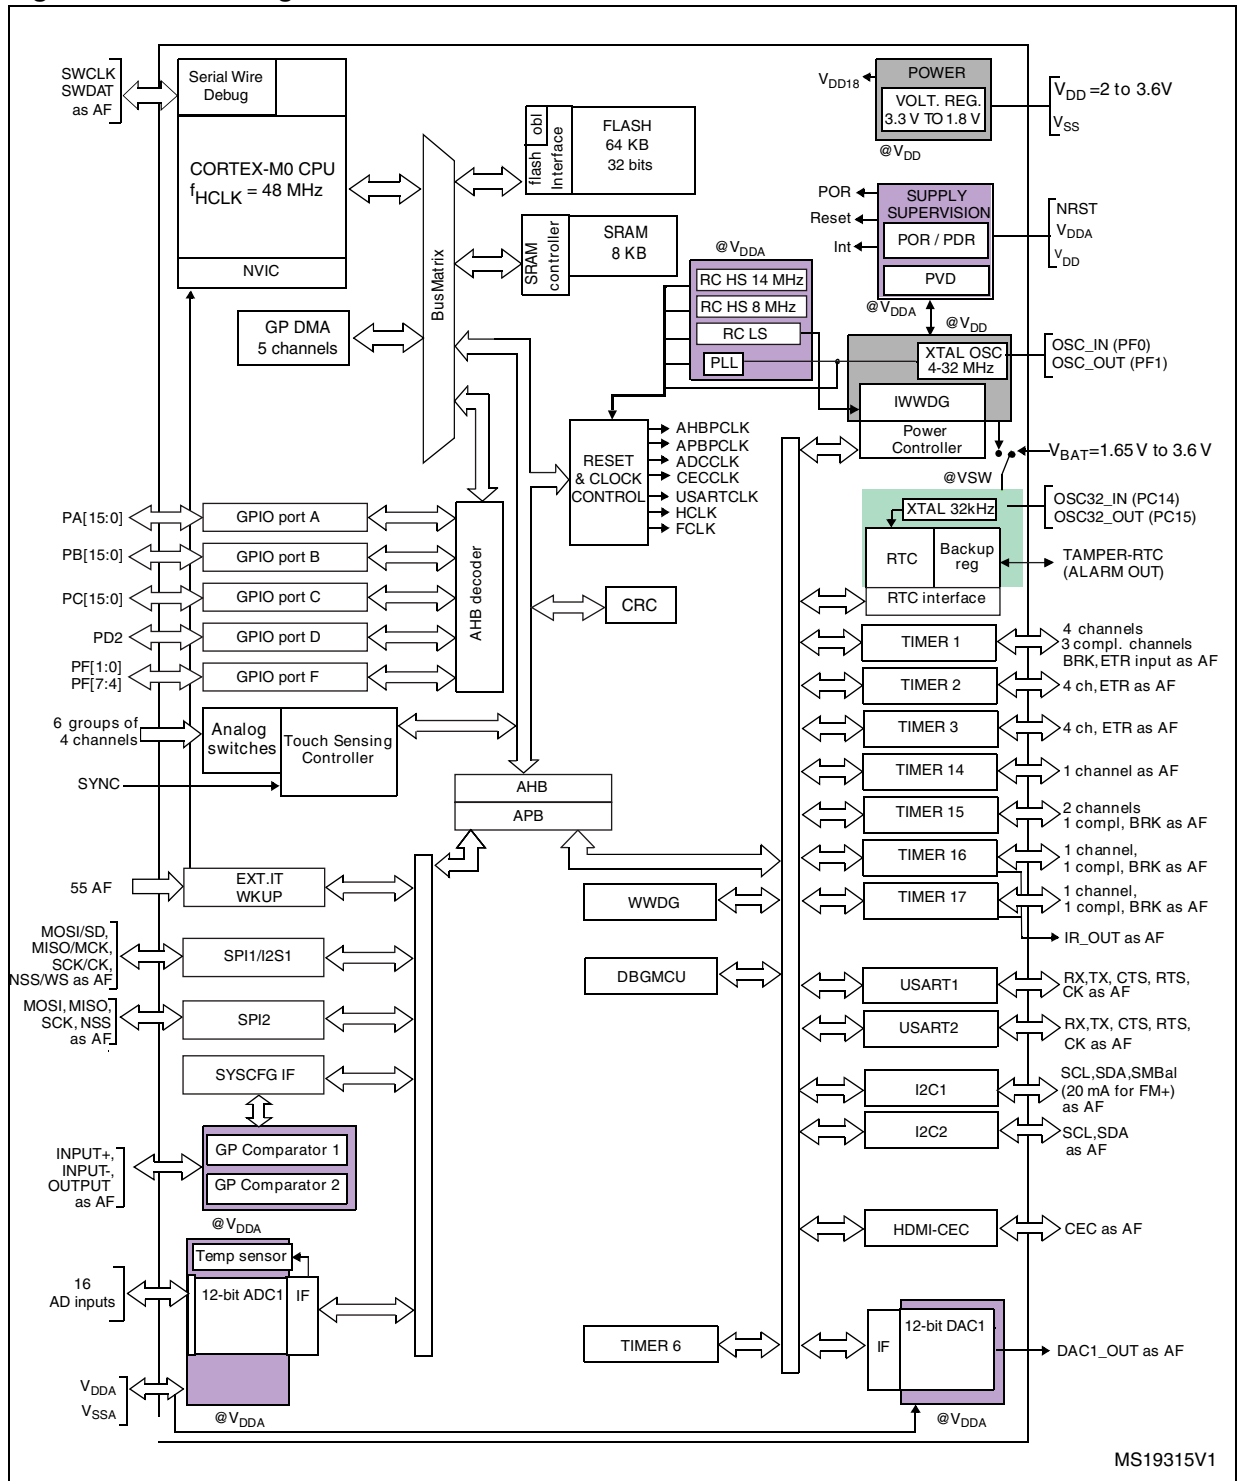 SWCLK
SWDAT
as AF
Serial Wire
Debug
CORTEX-M0 CPU
fHCLK = 48 MHz
NVIC
GP DMA
5 channels
BusMatrix
flash
obl
Interface
FLASH
64 KB
32 bits
SRAM
controller
SRAM
8 KB
VDD18
POWER
VOLT. REG.
3.3 V TO 1.8 V
@VDD
VDD =2 to 3.6V
VSS
POR
Reset
Int
SUPPLY
SUPERVISION
POR / PDR
PVD
@VDDA
@VDD
NRST
VDDA
VDD
@VDDA
RC HS 14 MHz
RC HS 8 MHz
RC LS
PLL
XTAL OSC
4-32 MHz
IWWDG
Power
Controller
OSC_IN (PF0)
OSC_OUT (PF1)
VBAT=1.65 V to 3.6 V
@VSW
RESET
& CLOCK
CONTROL
AHBPCLK
APBPCLK
ADCCLK
CECCLK
USARTCLK
HCLK
FCLK
XTAL 32kHz
RTC
Backup
reg
RTC interface
OSC32_IN (PC14)
OSC32_OUT (PC15)
TAMPER-RTC
(ALARM OUT)
PA[15:0]
GPIO port A
PB[15:0]
GPIO port B
PC[15:0]
GPIO port C
PD2
GPIO port D
PF[1:0]
PF[7:4]
GPIO port F
AHB decoder
CRC
6 groups of
4 channels
Analog
switches
Touch Sensing
Controller
SYNC
AHB
APB
TIMER 1
4 channels
3 compl. channels
BRK,ETR input as AF
TIMER 2
4 ch,ETR as AF
TIMER 3
4 ch, ETR as AF
TIMER 14
1 channel as AF
TIMER 15
2 channels
1 compl, BRK as AF
TIMER 16
1 channel,
1 compl, BRK as AF
TIMER 17
1 channel,
1 compl, BRK as AF
IR_OUT as AF
55 AF
EXT.IT
WKUP
WWDG
MOSI/SD,
MISO/MCK,
SCK/CK,
NSS/WS as AF
SPI1/I2S1
DBGMCU
USART1
RX,TX, CTS, RTS,
CK as AF
MOSI,MISO,
SCK,NSS
as AF
SPI2
USART2
RX,TX, CTS, RTS,
CK as AF
SYSCFG IF
I2C1
SCL,SDA,SMBal
(20 mA for FM+)
as AF
I2C2
SCL,SDA
as AF
INPUT+,
INPUT-,
OUTPUT
as AF
GP Comparator 1
GP Comparator 2
@VDDA
HDMI-CEC
CEC as AF
Temp sensor
16
AD inputs
12-bit ADC1
IF
TIMER 6
IF
12-bit DAC1
DAC1_OUT as AF
VDDA
VSSA
@VDDA
@VDDA
MS19315V1